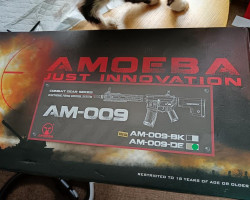 AMOEBA
JUST INNOVATION
AM-009
AM-009-BK
AM-009-DE
RESTRICTED TO 18 YEARS OF AGE OR OLDER